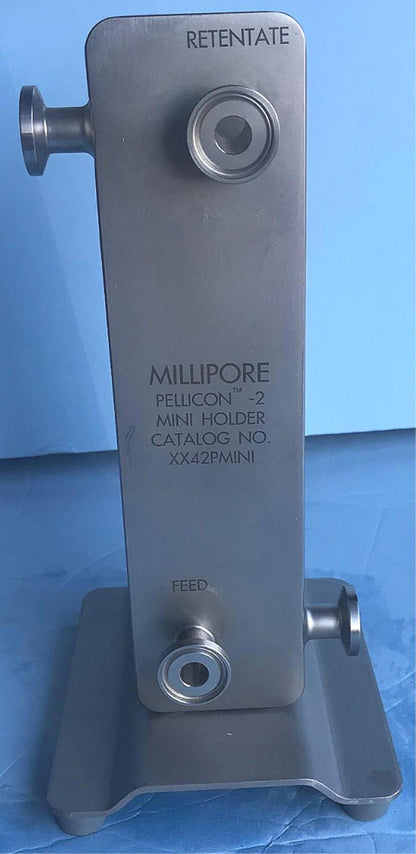 RETENTATE
MILLIPORE
PELLICON™ -2
MINI HOLDER
CATALOG NO.
XX42PMINI
FEED